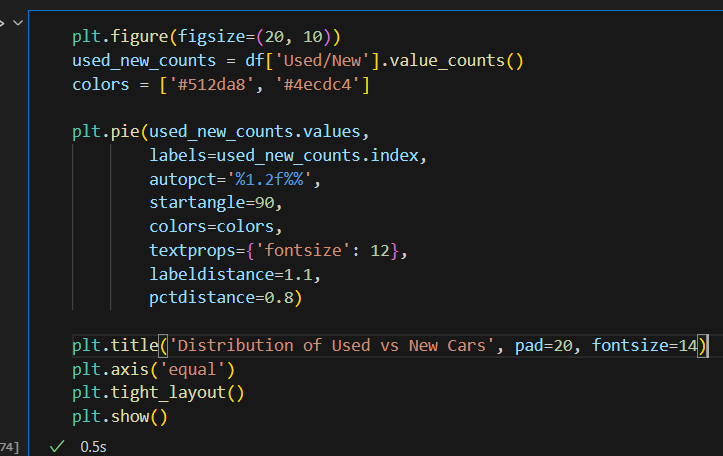 plt.figure(figsize=(20, 10))
used_new_counts = df['Used/New'].value_counts()
colors = ['#512da8', '#4ecdc4']
plt.pie(used_new_counts.values,
labels=used_new_counts.index,
autopct='%1.2f%%',
startangle=90,
colors=colors,
textprops={'fontsize': 12},
labeldistance=1.1,
pctdistance=0.8)
plt.title('Distribution of Used vs New Cars', pad=20, fontsize=14)
plt.axis('equal')
plt.tight_layout()
plt.show()
74] 0.5s